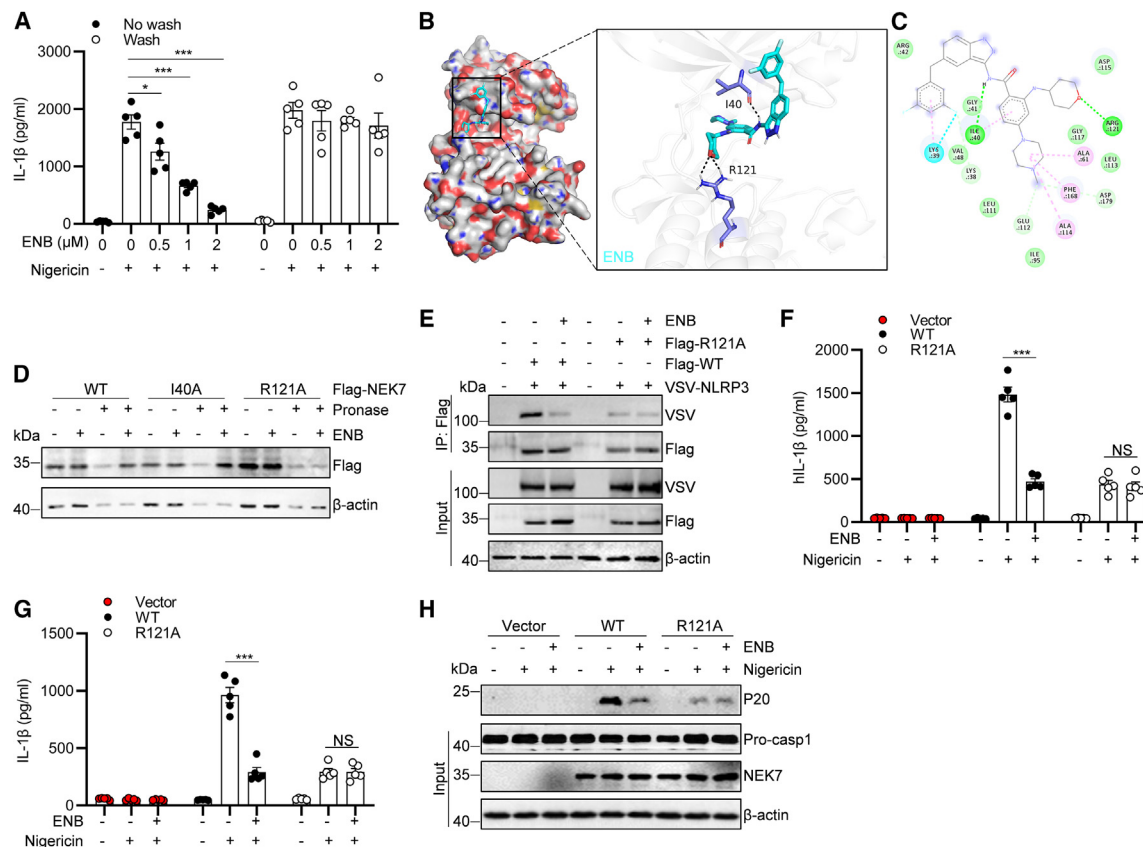 A
No wash
Wash
IL-1β (pg/ml)
3000
2000
1000
0
ENB (μM) 0 0 0.5 1 2 0 0 0.5 1 2
Nigericin - + + + + - + + + +
*
***
***
B
I40
R121
ENB
C
ARG :42
ASP :115
GLY :41
ILE :40
LYS :39
VAL :48
LYS :38
GLY :117
ARG :121
ALA :61
LEU :113
PHE :168
ASP :179
LEU :111
GLU :112
ALA :114
ILE :95
D
WT I40A R121A Flag-NEK7
- - + + - - + + - - + + Pronase
kDa - + - + - + - + - + - + ENB
35 Flag
40 β-actin
E
- - + - - + ENB
- - - - + + Flag-R121A
- + + - - - Flag-WT
kDa - + + - + + VSV-NLRP3
IP: Flag
100 VSV
35 Flag
Input
100 VSV
35 Flag
40 β-actin
F
Vector
WT
R121A
hIL-1β (pg/ml)
2000
1500
1000
500
0
***
NS
ENB - - + - - + - - +
Nigericin - + + - + + - + +
G
Vector
WT
R121A
IL-1β (pg/ml)
1500
1000
500
0
***
NS
ENB - - + - - + - - +
Nigericin - + + - + + - + +
H
Vector WT R121A
- - + - - + - - + ENB
kDa - + + - + + - + + Nigericin
25 P20
Input
40 Pro-casp1
35 NEK7
40 β-actin